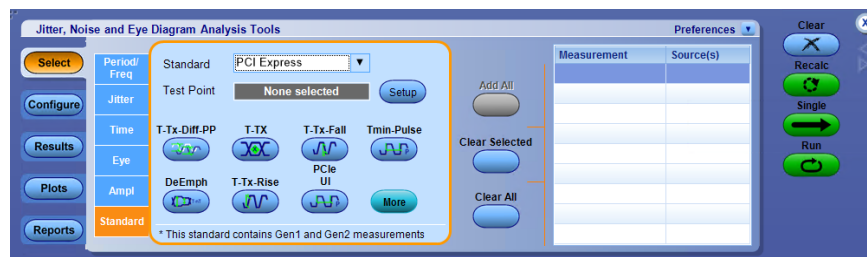 Jitter, Noise and Eye Diagram Analysis Tools
Preferences
Clear
Select
Period/
Freq
Standard
PCI Express
Measurement
Source(s)
Recalc
Test Point
None selected
Setup
Add All
Configure
Jitter
Single
Time
T-Tx-Diff-PP
T-TX
T-Tx-Fall
Tmin-Pulse
Results
Clear Selected
Run
Eye
PCIe
UI
Plots
Ampl
DeEmph
T-Tx-Rise
More
Clear All
Standard
Reports
* This standard contains Gen1 and Gen2 measurements